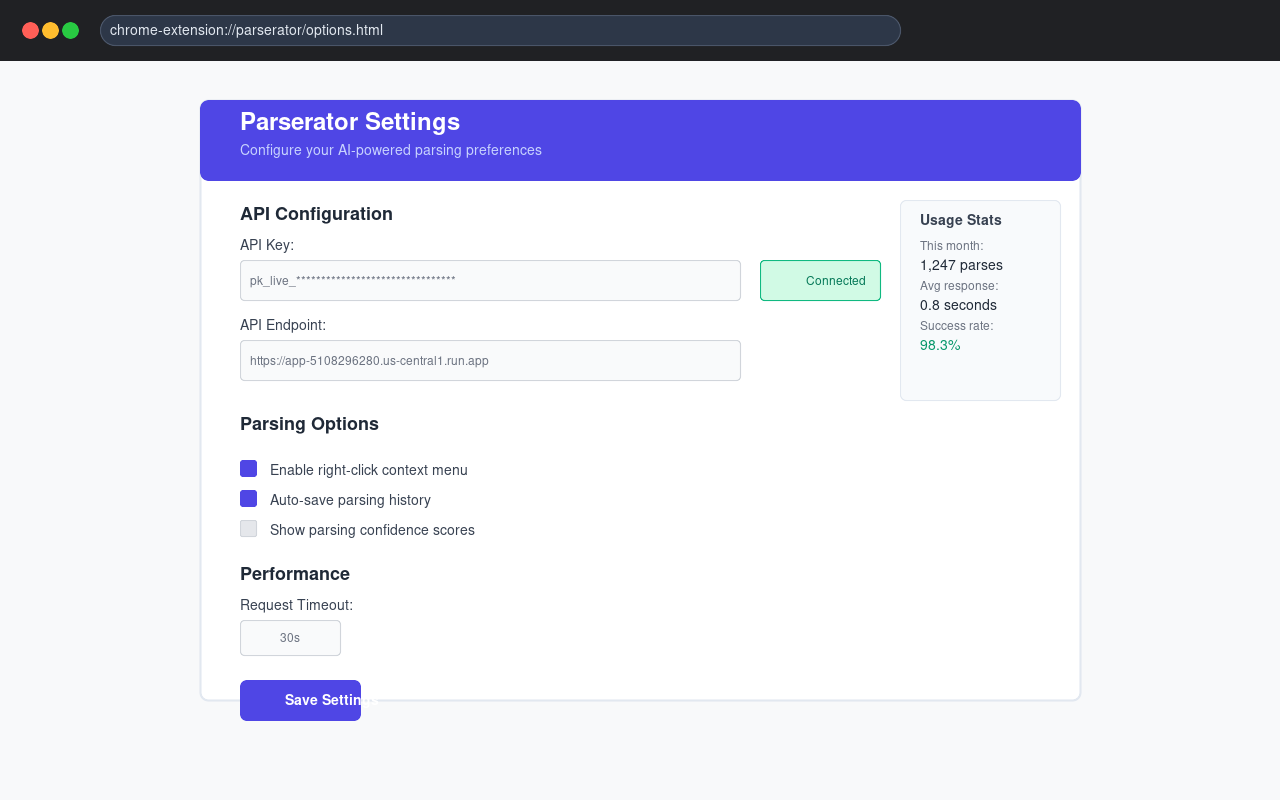 chrome-extension://parserator/options.html
Parserator Settings
Configure your AI-powered parsing preferences
API Configuration
API Key:
pk_live_********************************
Connected
API Endpoint:
https://app-5108296280.us-central1.run.app
Usage Stats
This month:
1,247 parses
Avg response:
0.8 seconds
Success rate:
98.3%
Parsing Options
Enable right-click context menu
Auto-save parsing history
Show parsing confidence scores
Performance
Request Timeout:
30s
Save Settings